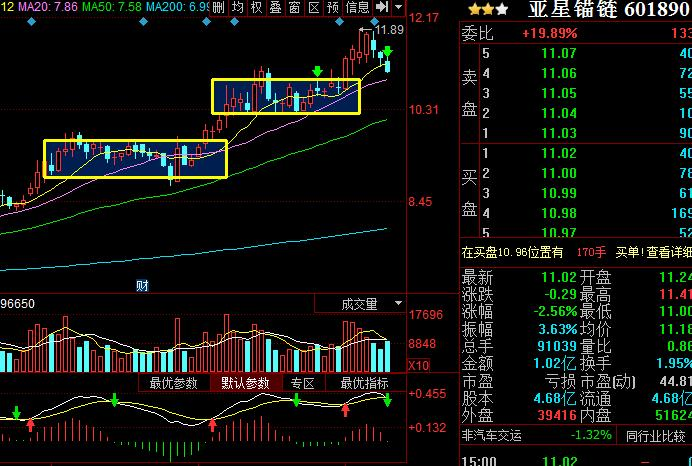 12 MA20: 7.86 MA50: 7.58 MA200: 6.99 删 均 权 叠 窗 区 预 信息
亚星锚链 601890
12.17
11.89
10.31
8.45
财
委比 +19.89% 133
卖盘
5 11.07 40
4 11.06 72
3 11.05 55
2 11.04 10
1 11.03 90
买盘
1 11.02 40
2 11.00 78
3 10.99 61
4 10.98 169
5 10.97 52
在买盘10.96位置有 170手 买单!查看详细
最新 11.02 开盘 11.24
涨跌 -0.29 最高 11.41
涨幅 -2.56% 最低 11.00
振幅 3.63% 均价 11.18
总手 91039 量比 0.86
金额 1.02亿 换手 1.95%
市盈 亏损 市盈(动) 44.81
股本 4.68亿 流通 4.68亿
外盘 39416 内盘 51624
非汽车交运 -1.32% 同行业比较
15:00 11.02
96650
成交量
17696
8848
X10
最优参数 默认参数 专区 最优指标
+0.455
+0.132